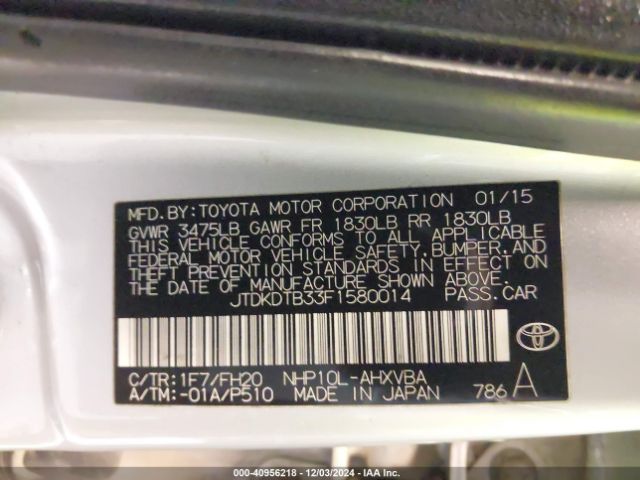 MFD. BY: TOYOTA MOTOR CORPORATION 01/15
GVWR 3475LB GAWR FR 1830LB RR 1830LB
THIS VEHICLE CONFORMS TO ALL APPLICABLE
FEDERAL MOTOR VEHICLE SAFETY, BUMPER, AND
THEFT PREVENTION STANDARDS IN EFFECT ON
THE DATE OF MANUFACTURE SHOWN ABOVE.
JTDKDTB33F1580014 PASS. CAR
C/TR: 1F7/FH20 NHP10L-AHXVBA
A/TM: -01A/P510 MADE IN JAPAN 786 A
000-40956218 - 12/03/2024 - IAA Inc.